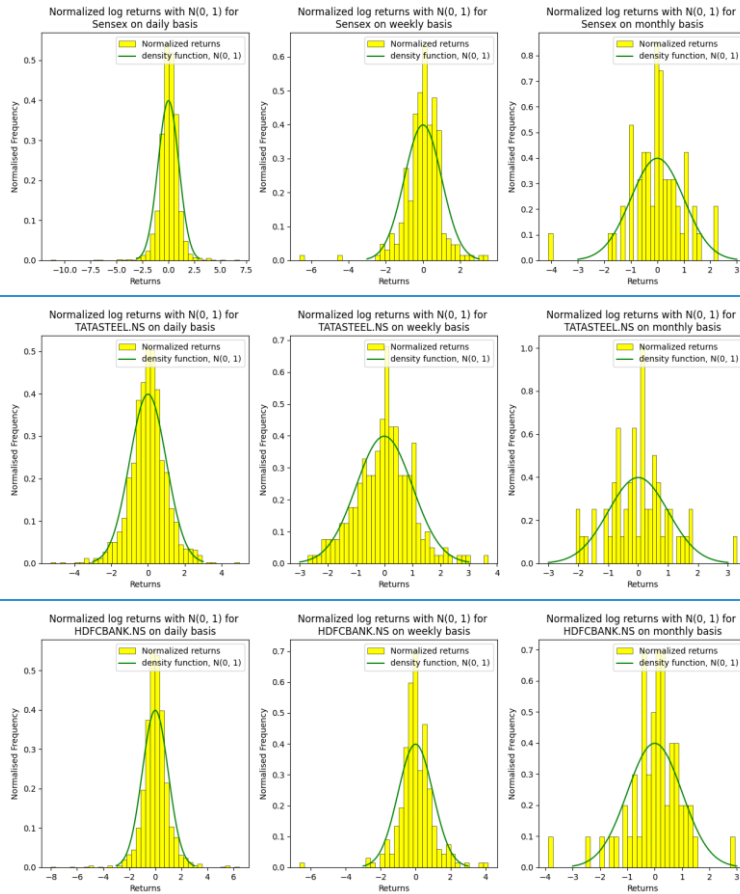 Normalized log returns with N(0, 1) for
Sensex on daily basis
Normalized returns
density function, N(0, 1)
Normalised Frequency
0.5
0.4
0.3
0.2
0.1
0.0
-10.0 -7.5 -5.0 -2.5 0.0 2.5 5.0 7.5
Returns
Normalized log returns with N(0, 1) for
Sensex on weekly basis
Normalized returns
density function, N(0, 1)
Normalised Frequency
0.6
0.5
0.4
0.3
0.2
0.1
0.0
-6 -4 -2 0 2
Returns
Normalized log returns with N(0, 1) for
Sensex on monthly basis
Normalized returns
density function, N(0, 1)
Normalised Frequency
0.8
0.6
0.4
0.2
0.0
-4 -3 -2 -1 0 1 2 3
Returns
Normalized log returns with N(0, 1) for
TATASTEEL.NS on daily basis
Normalized returns
density function, N(0, 1)
Normalised Frequency
0.5
0.4
0.3
0.2
0.1
0.0
-4 -2 0 2 4
Returns
Normalized log returns with N(0, 1) for
TATASTEEL.NS on weekly basis
Normalized returns
density function, N(0, 1)
Normalised Frequency
0.7
0.6
0.5
0.4
0.3
0.2
0.1
0.0
-3 -2 -1 0 1 2 3 4
Returns
Normalized log returns with N(0, 1) for
TATASTEEL.NS on monthly basis
Normalized returns
density function, N(0, 1)
Normalised Frequency
1.0
0.8
0.6
0.4
0.2
0.0
-3 -2 -1 0 1 2 3
Returns
Normalized log returns with N(0, 1) for
HDFCBANK.NS on daily basis
Normalized returns
density function, N(0, 1)
Normalised Frequency
0.5
0.4
0.3
0.2
0.1
0.0
-8 -6 -4 -2 0 2 4 6
Returns
Normalized log returns with N(0, 1) for
HDFCBANK.NS on weekly basis
Normalized returns
density function, N(0, 1)
Normalised Frequency
0.7
0.6
0.5
0.4
0.3
0.2
0.1
0.0
-6 -4 -2 0 2 4
Returns
Normalized log returns with N(0, 1) for
HDFCBANK.NS on monthly basis
Normalized returns
density function, N(0, 1)
Normalised Frequency
0.7
0.6
0.5
0.4
0.3
0.2
0.1
0.0
-4 -3 -2 -1 0 1 2 3
Returns